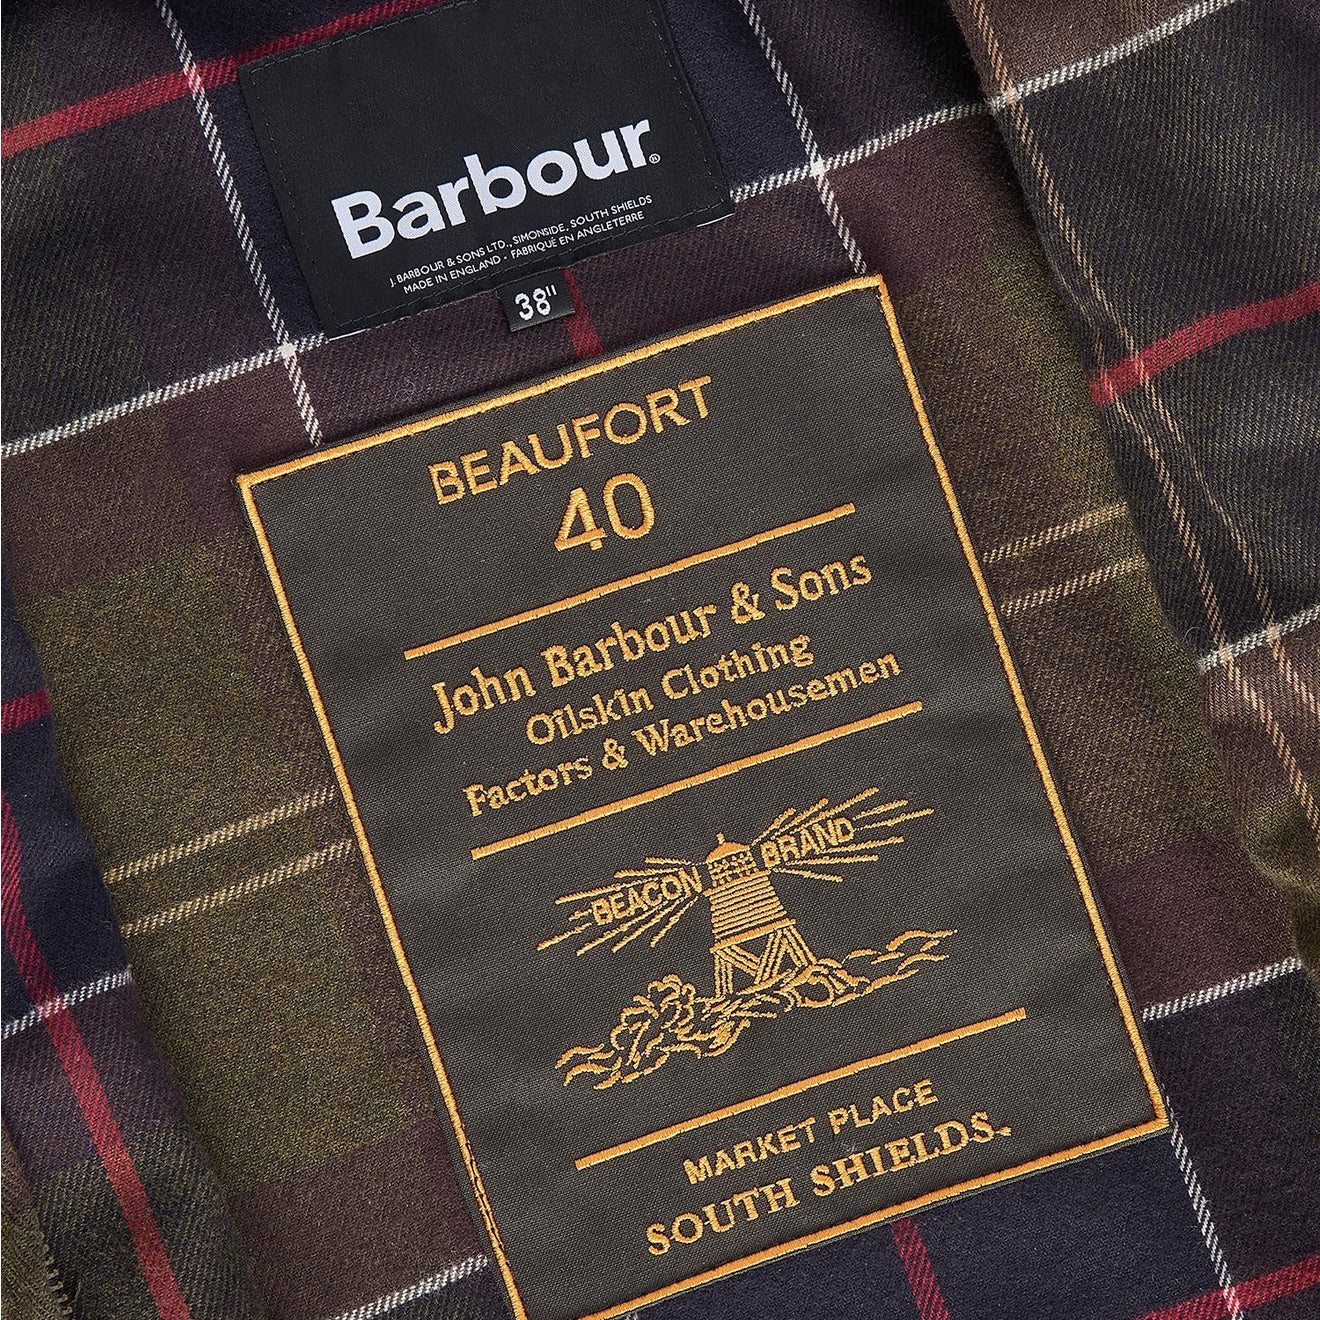 Barbour®
J. BARBOUR & SONS LTD., SIMONSIDE, SOUTH SHIELDS
MADE IN ENGLAND • FABRIQUÉ EN ANGLETERRE
38"
BEAUFORT
40
John Barbour & Sons
Oilskin Clothing
Factors & Warehousemen
BEACON BRAND
MARKET PLACE
SOUTH SHIELDS.